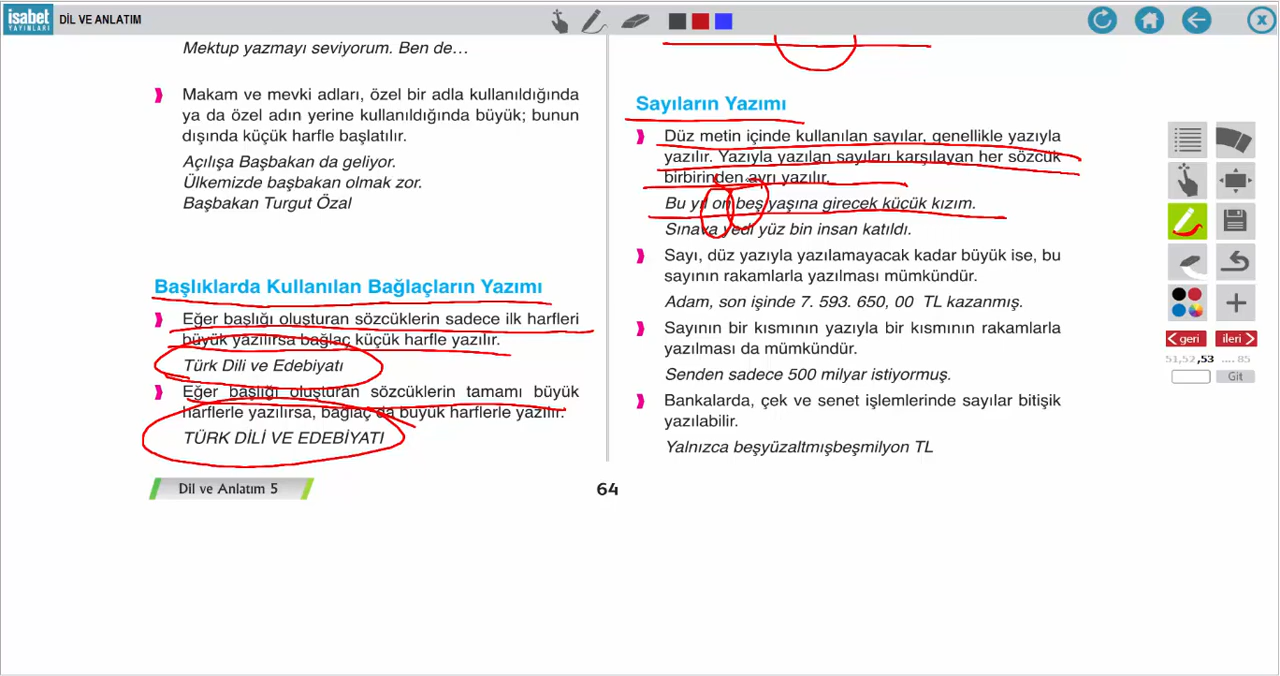 isabet
YAYINLARI
DİL VE ANLATIM
Mektup yazmayı seviyorum. Ben de…
Makam ve mevki adları, özel bir adla kullanıldığında
ya da özel adın yerine kullanıldığında büyük; bunun
dışında küçük harfle başlatılır.
Açılışa Başbakan da geliyor.
Ülkemizde başbakan olmak zor.
Başbakan Turgut Özal
Başlıklarda Kullanılan Bağlaçların Yazımı
Eğer başlığı oluşturan sözcüklerin sadece ilk harfleri
büyük yazılırsa bağlaç küçük harfle yazılır.
Türk Dili ve Edebiyatı
Eğer başlığı oluşturan sözcüklerin tamamı büyük
harflerle yazılırsa, bağlaç da büyük harflerle yazılır.
TÜRK DİLİ VE EDEBİYATI
Sayıların Yazımı
Düz metin içinde kullanılan sayılar, genellikle yazıyla
yazılır. Yazıyla yazılan sayıları karşılayan her sözcük
birbirinden ayrı yazılır.
Bu yıl on beş yaşına girecek küçük kızım.
Sınava yedi yüz bin insan katıldı.
Sayı, düz yazıyla yazılamayacak kadar büyük ise, bu
sayının rakamlarla yazılması mümkündür.
Adam, son işinde 7. 593. 650, 00 TL kazanmış.
Sayının bir kısmının yazıyla bir kısmının rakamlarla
yazılması da mümkündür.
Senden sadece 500 milyar istiyormuş.
Bankalarda, çek ve senet işlemlerinde sayılar bitişik
yazılabilir.
Yalnızca beşyüzaltmışbeşmilyon TL
Dil ve Anlatım 5
64
geri
ileri
51,52,53 .... 85
Git